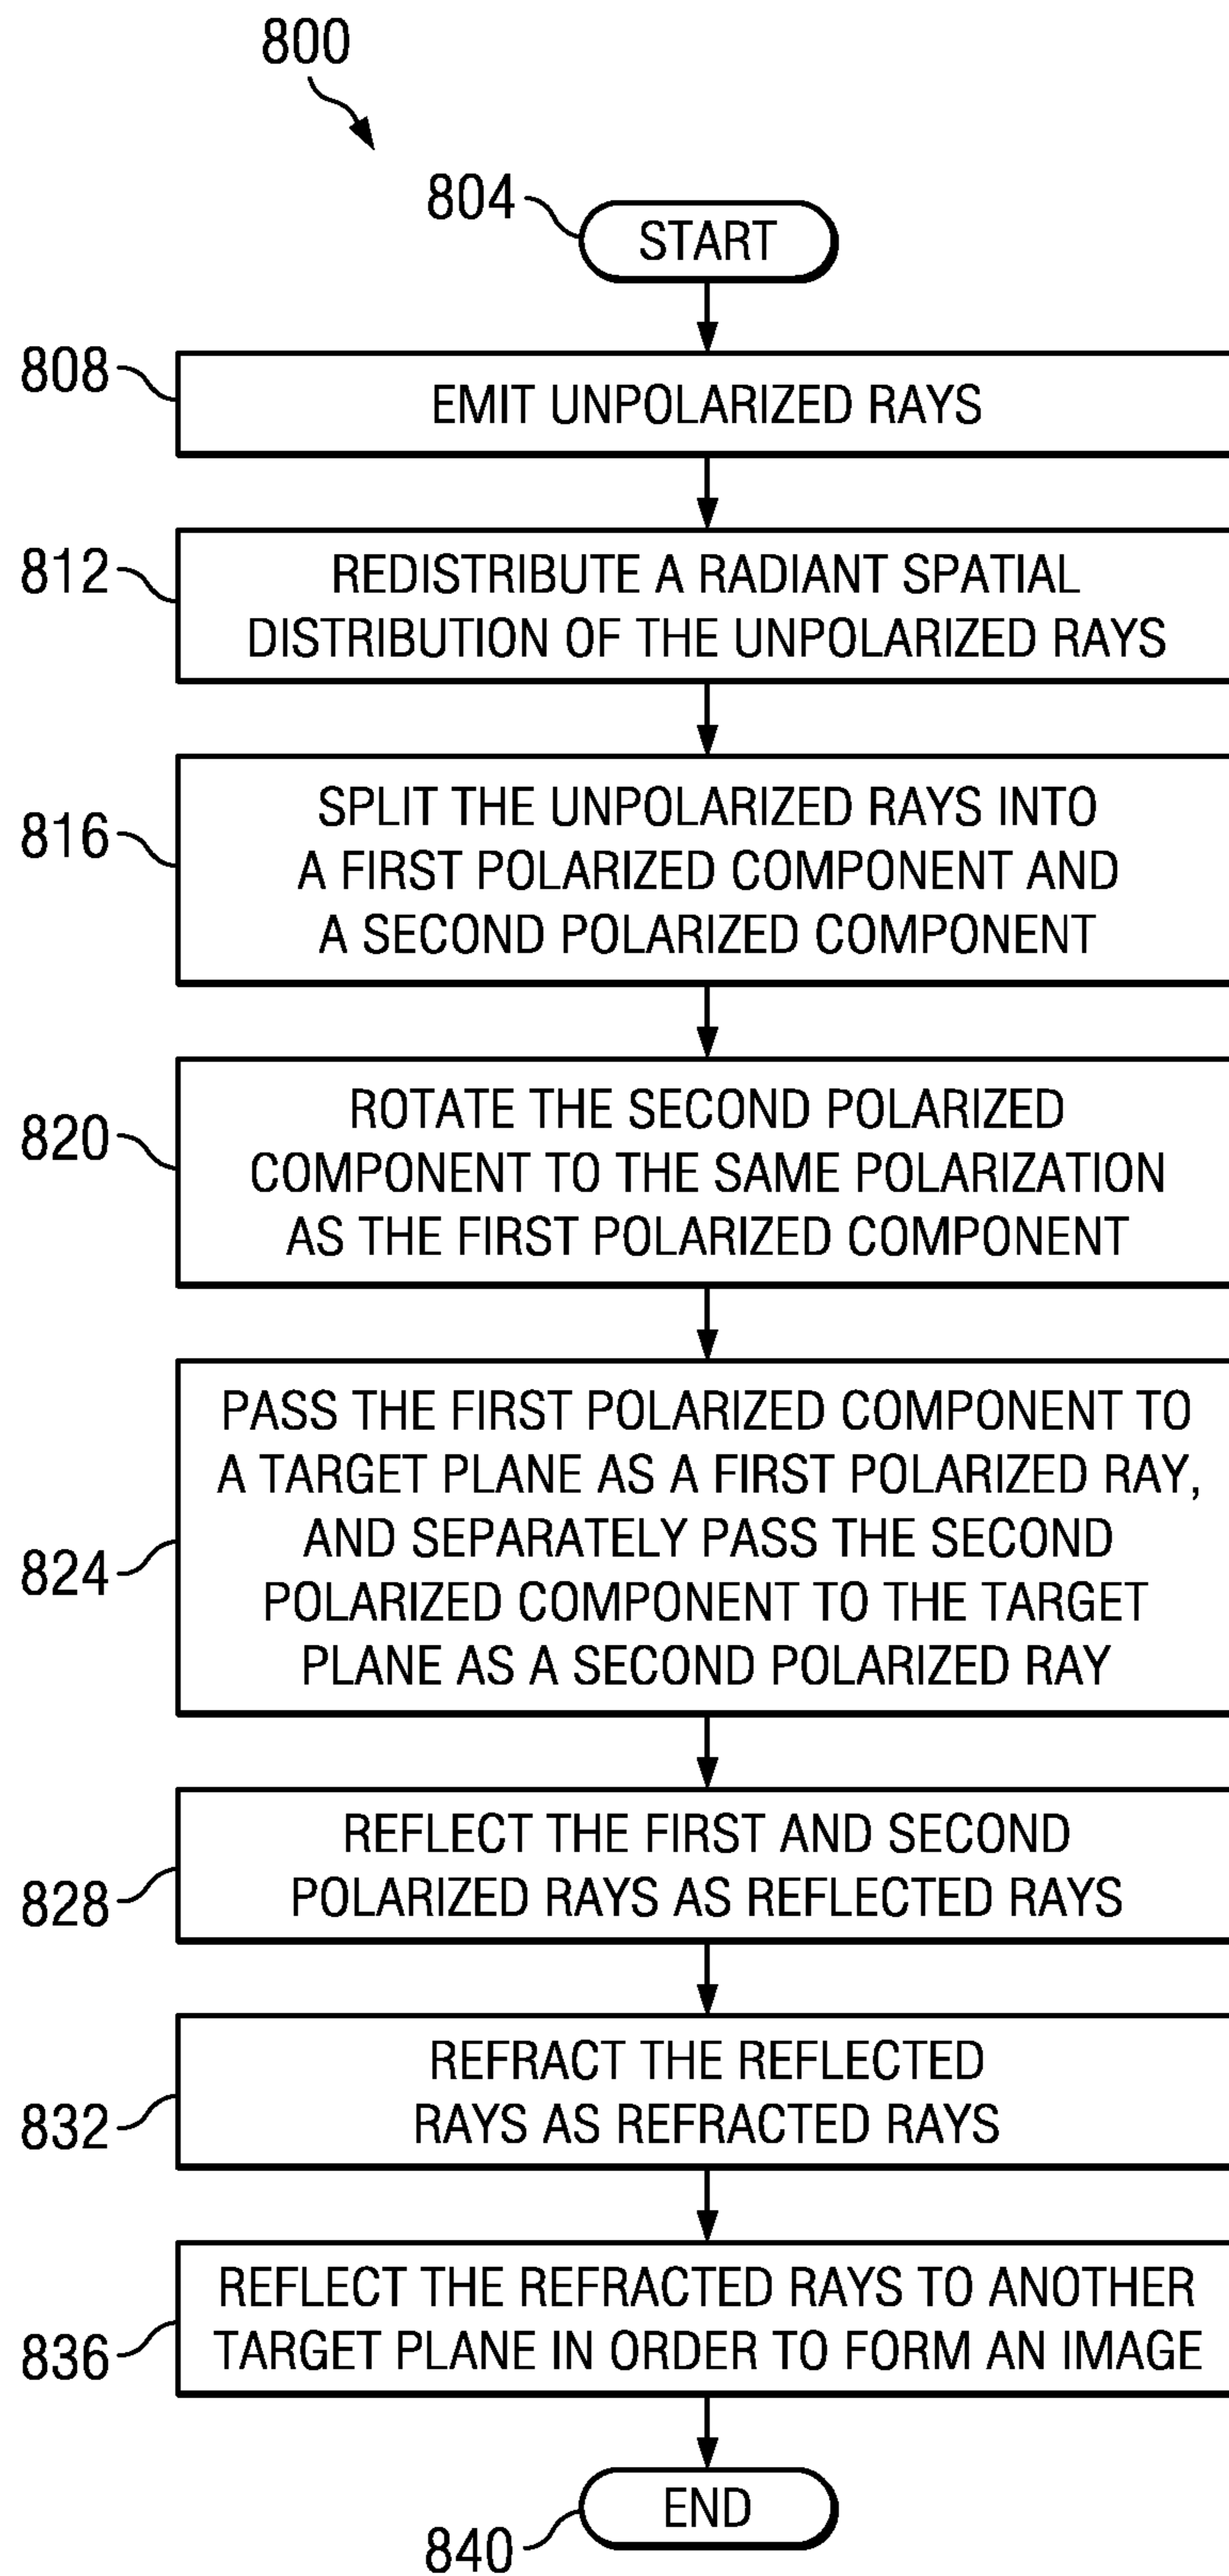 800
804
START
808
EMIT UNPOLARIZED RAYS
812
REDISTRIBUTE A RADIANT SPATIAL
DISTRIBUTION OF THE UNPOLARIZED RAYS
816
SPLIT THE UNPOLARIZED RAYS INTO
A FIRST POLARIZED COMPONENT AND
A SECOND POLARIZED COMPONENT
820
ROTATE THE SECOND POLARIZED
COMPONENT TO THE SAME POLARIZATION
AS THE FIRST POLARIZED COMPONENT
824
PASS THE FIRST POLARIZED COMPONENT TO
A TARGET PLANE AS A FIRST POLARIZED RAY,
AND SEPARATELY PASS THE SECOND
POLARIZED COMPONENT TO THE TARGET
PLANE AS A SECOND POLARIZED RAY
828
REFLECT THE FIRST AND SECOND
POLARIZED RAYS AS REFLECTED RAYS
832
REFRACT THE REFLECTED
RAYS AS REFRACTED RAYS
836
REFLECT THE REFRACTED RAYS TO ANOTHER
TARGET PLANE IN ORDER TO FORM AN IMAGE
840
END